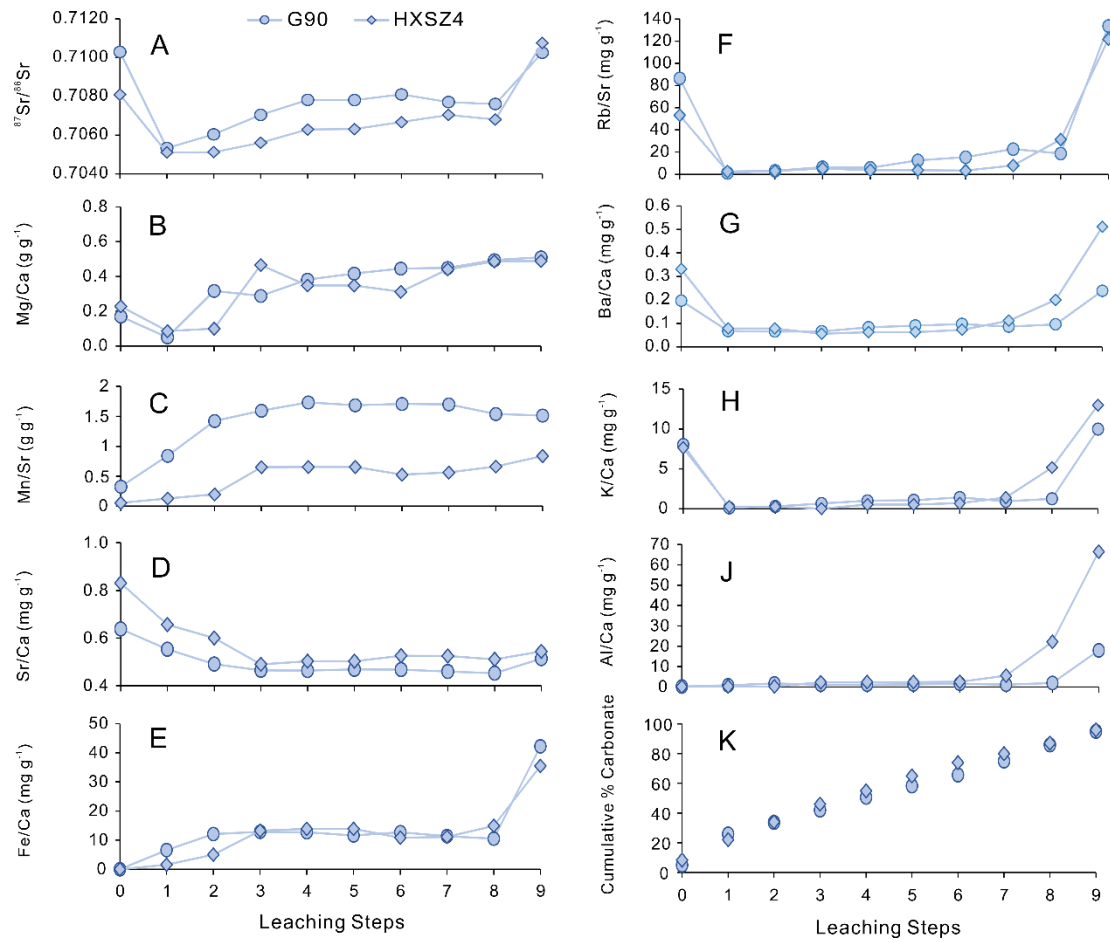 G90 HXSZ4
A
⁸⁷Sr/⁸⁶Sr
0.7120
0.7100
0.7080
0.7060
0.7040
B
Mg/Ca (g g⁻¹)
0.8
0.6
0.4
0.2
0.0
C
Mn/Sr (g g⁻¹)
2
1.5
1
0.5
0
D
Sr/Ca (mg g⁻¹)
1.0
0.8
0.6
0.4
E
Fe/Ca (mg g⁻¹)
50
40
30
20
10
0
0 1 2 3 4 5 6 7 8 9
Leaching Steps
F
Rb/Sr (mg g⁻¹)
140
120
100
80
60
40
20
0
G
Ba/Ca (mg g⁻¹)
0.6
0.5
0.4
0.3
0.2
0.1
0.0
H
K/Ca (mg g⁻¹)
15
10
5
0
J
Al/Ca (mg g⁻¹)
70
60
50
40
30
20
10
0
K
Cumulative % Carbonate
100
80
60
40
20
0
0 1 2 3 4 5 6 7 8 9
Leaching Steps